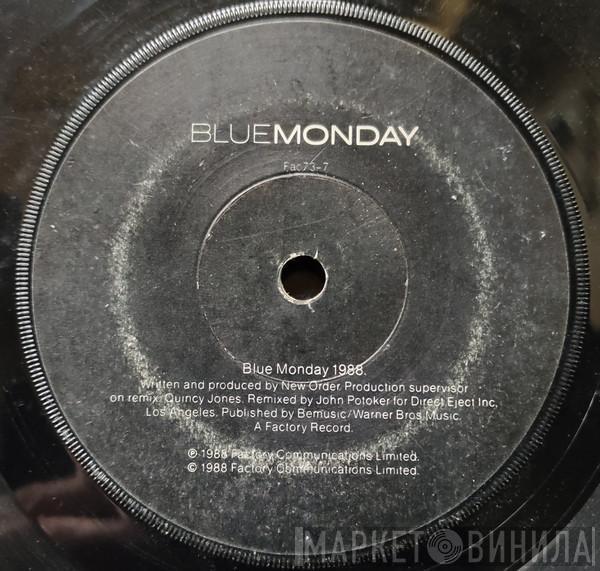 BLUEMONDAY
Fac73-7
Blue Monday 1988.
Written and produced by New Order. Production supervisor
on remix: Quincy Jones. Remixed by John Potoker for Direct Eject Inc,
Los Angeles. Published by Bemusic/Warner Bros Music.
A Factory Record.
℗ 1988 Factory Communications Limited.
© 1988 Factory Communications Limited.
МАРКЕТ ВИНИЛА